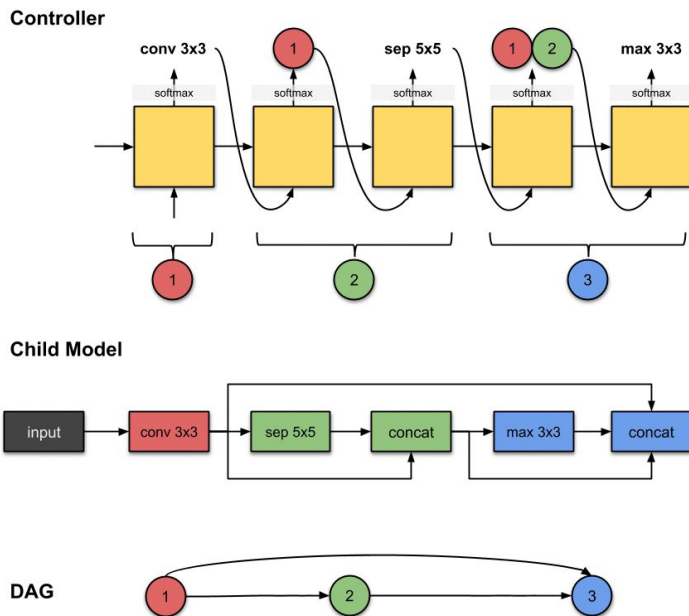 Controller
conv 3x3
1
sep 5x5
1 2
max 3x3
softmax
softmax
softmax
softmax
softmax
1
2
3
Child Model
input
conv 3x3
sep 5x5
concat
max 3x3
concat
DAG
1
2
3